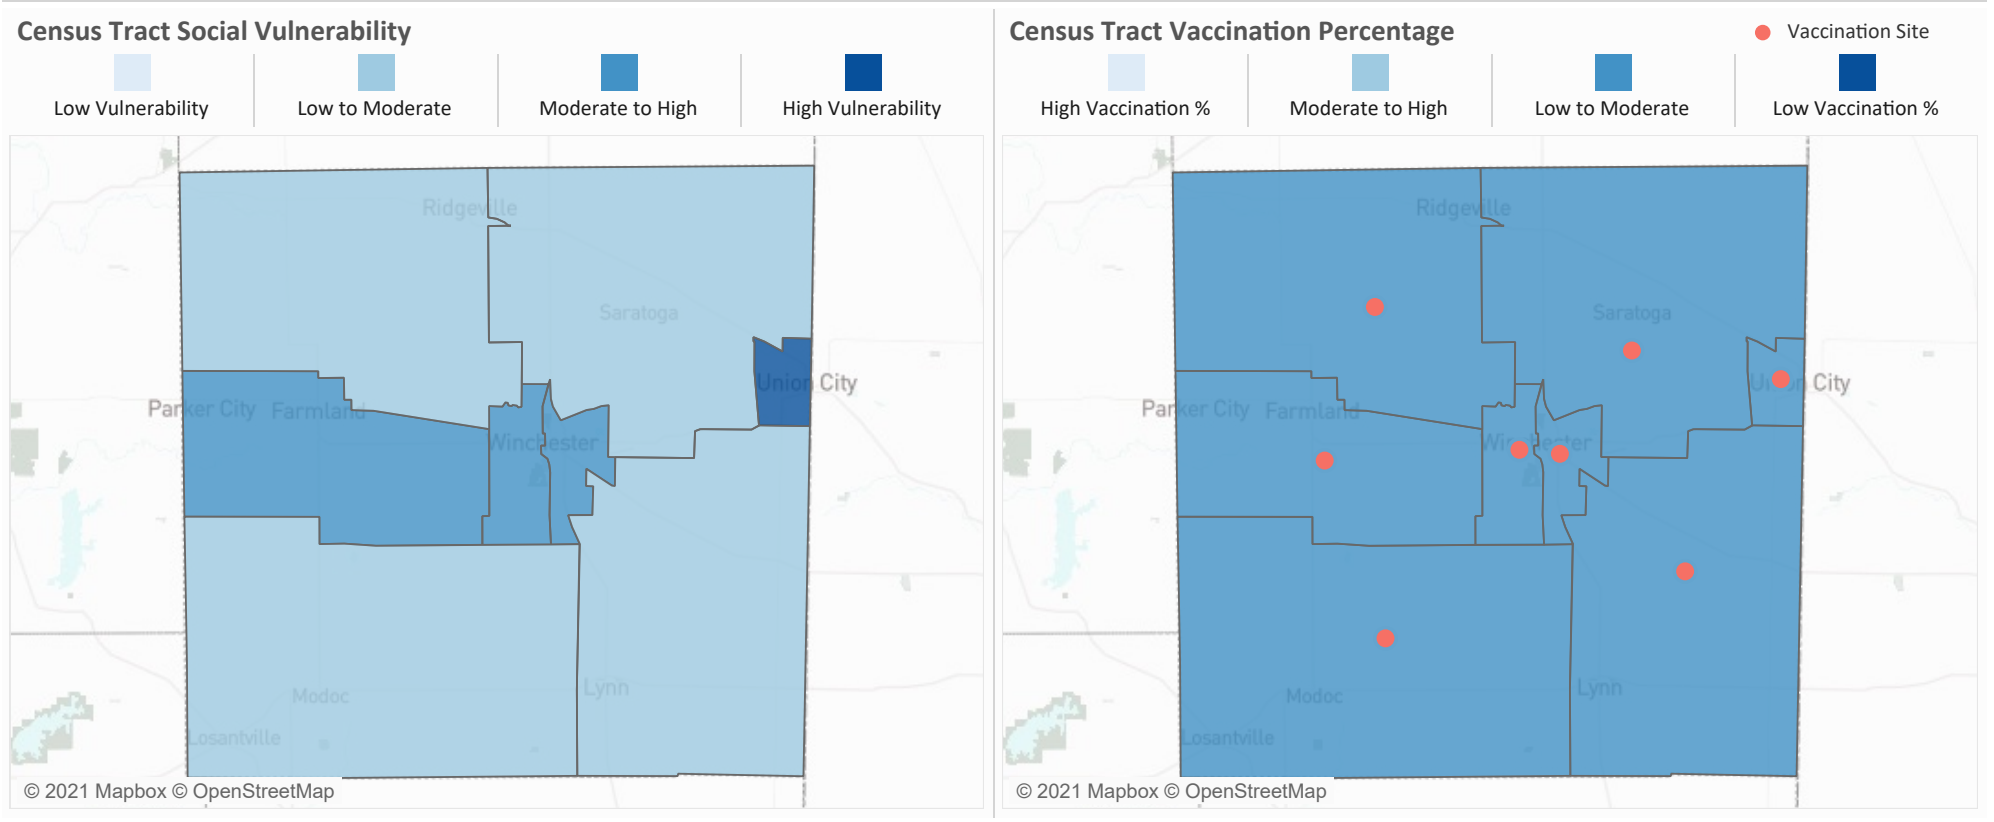 Census Tract Social Vulnerability
Low Vulnerability
Low to Moderate
Moderate to High
High Vulnerability
Ridgeville
Saratoga
Union City
Parker City
Farmland
Winchester
Modoc
Lynn
Losantville
© 2021 Mapbox © OpenStreetMap
Census Tract Vaccination Percentage
Vaccination Site
High Vaccination %
Moderate to High
Low to Moderate
Low Vaccination %
Ridgeville
Saratoga
Union City
Parker City
Farmland
Winchester
Modoc
Lynn
Losantville
© 2021 Mapbox © OpenStreetMap